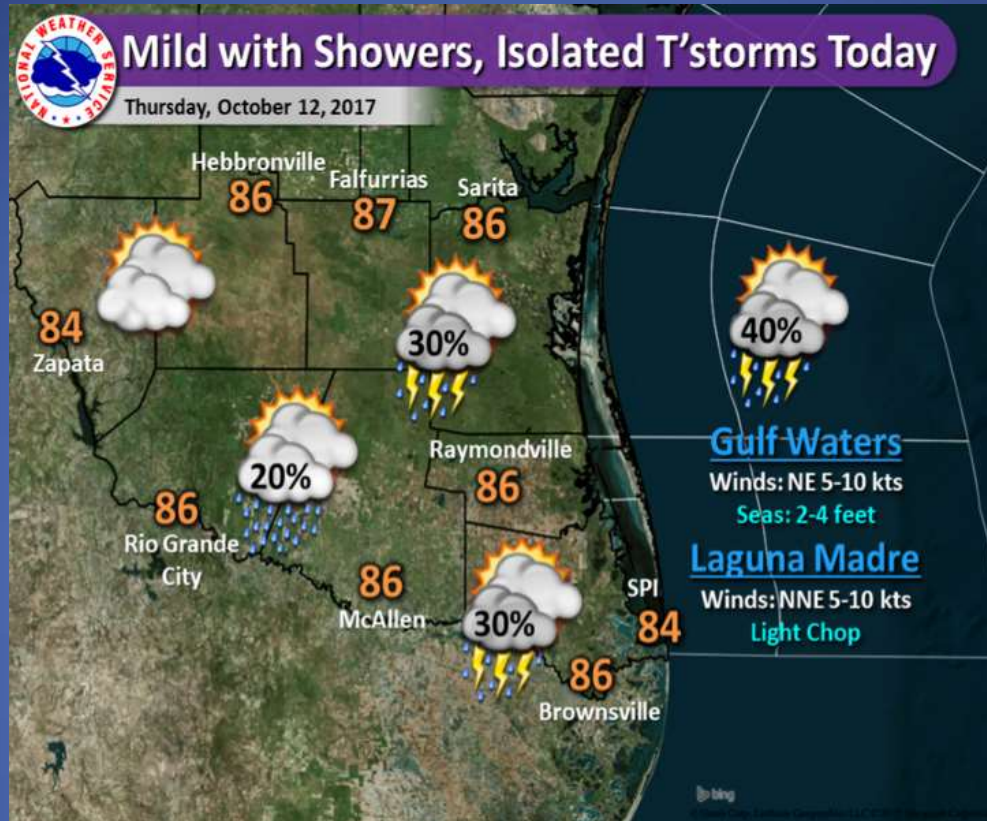 NATIONAL WEATHER SERVICE
Mild with Showers, Isolated T'storms Today
Thursday, October 12, 2017
Hebbronville
86
Falfurrias
87
Sarita
86
84
Zapata
30%
40%
20%
Raymondville
86
Gulf Waters
Winds: NE 5-10 kts
Seas: 2-4 feet
86
Rio Grande
City
86
McAllen
30%
SPI
84
Laguna Madre
Winds: NNE 5-10 kts
Light Chop
86
Brownsville
bing